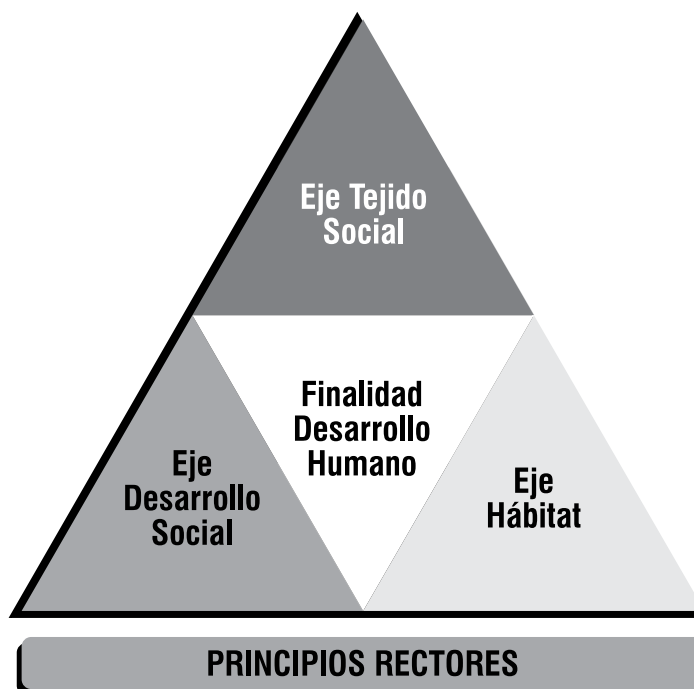 Eje Tejido
Social
Finalidad
Desarrollo
Humano
Eje
Desarrollo
Social
Eje
Hábitat
PRINCIPIOS RECTORES